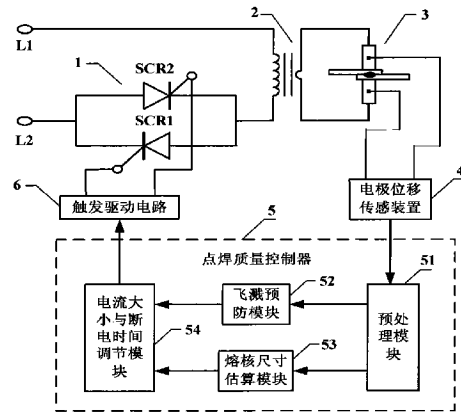 L1
2
3
1
SCR2
L2
SCR1
6
触发驱动电路
电极位移
传感装置
4
5
点焊质量控制器
51
电流大
小与断
电时间
调节模
块
54
飞溅预
防模块
52
熔核尺寸
估算模块
53
预处
理模
块